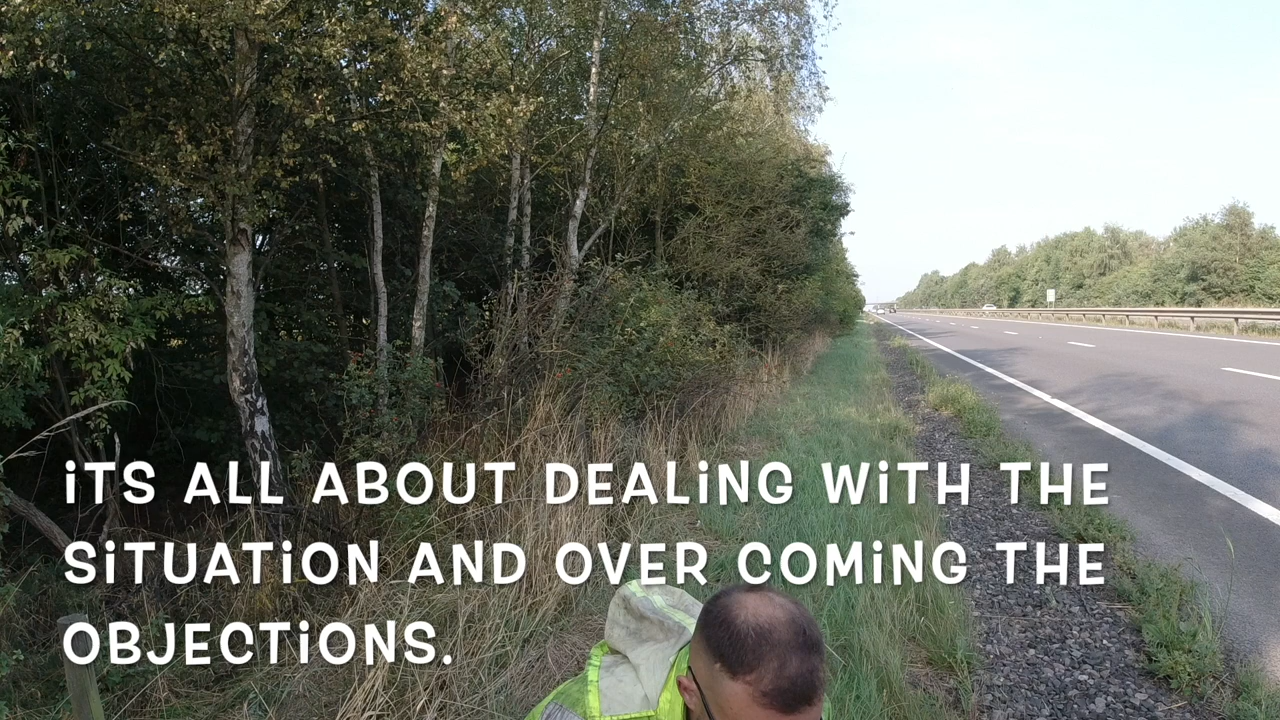 iTS ALL ABOUT DEALiNG WiTH THE
SiTUATiON AND OVER COMiNG THE
OBJECTiONS.